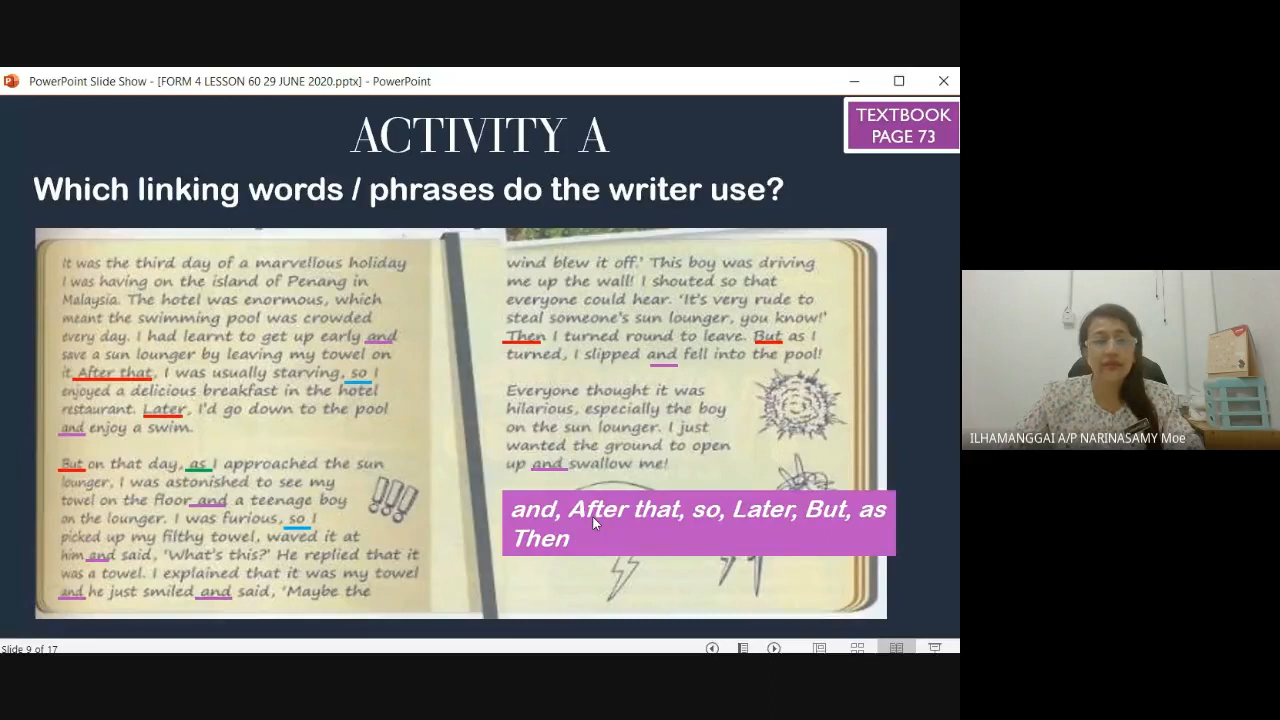 PowerPoint Slide Show - [FORM 4 LESSON 60 29 JUNE 2020.pptx] - PowerPoint
TEXTBOOK
PAGE 73
ACTIVITY A
Which linking words / phrases do the writer use?
It was the third day of a marvellous holiday
I was having on the island of Penang in
Malaysia. The hotel was enormous, which
meant the swimming pool was crowded
every day. I had learnt to get up early and
save a sun lounger by leaving my towel on
it. After that, I was usually starving, so I
enjoyed a delicious breakfast in the hotel
restaurant. Later, I'd go down to the pool
and enjoy a swim.
But on that day, as I approached the sun
lounger, I was astonished to see my
towel on the floor and a teenage boy
on the lounger. I was furious, so I
picked up my filthy towel, waved it at
him and said, 'What's this?' He replied that it
was a towel. I explained that it was my towel
and he just smiled and said, 'Maybe the
wind blew it off.' This boy was driving
me up the wall! I shouted so that
everyone could hear. 'It's very rude to
steal someone's sun lounger, you know!'
Then I turned round to leave. But as I
turned, I slipped and fell into the pool!
Everyone thought it was
hilarious, especially the boy
on the sun lounger. I just
wanted the ground to open
up and swallow me!
and, After that, so, Later, But, as
Then
Slide 9 of 17
ILHAMANGGAI A/P NARINASAMY Moe